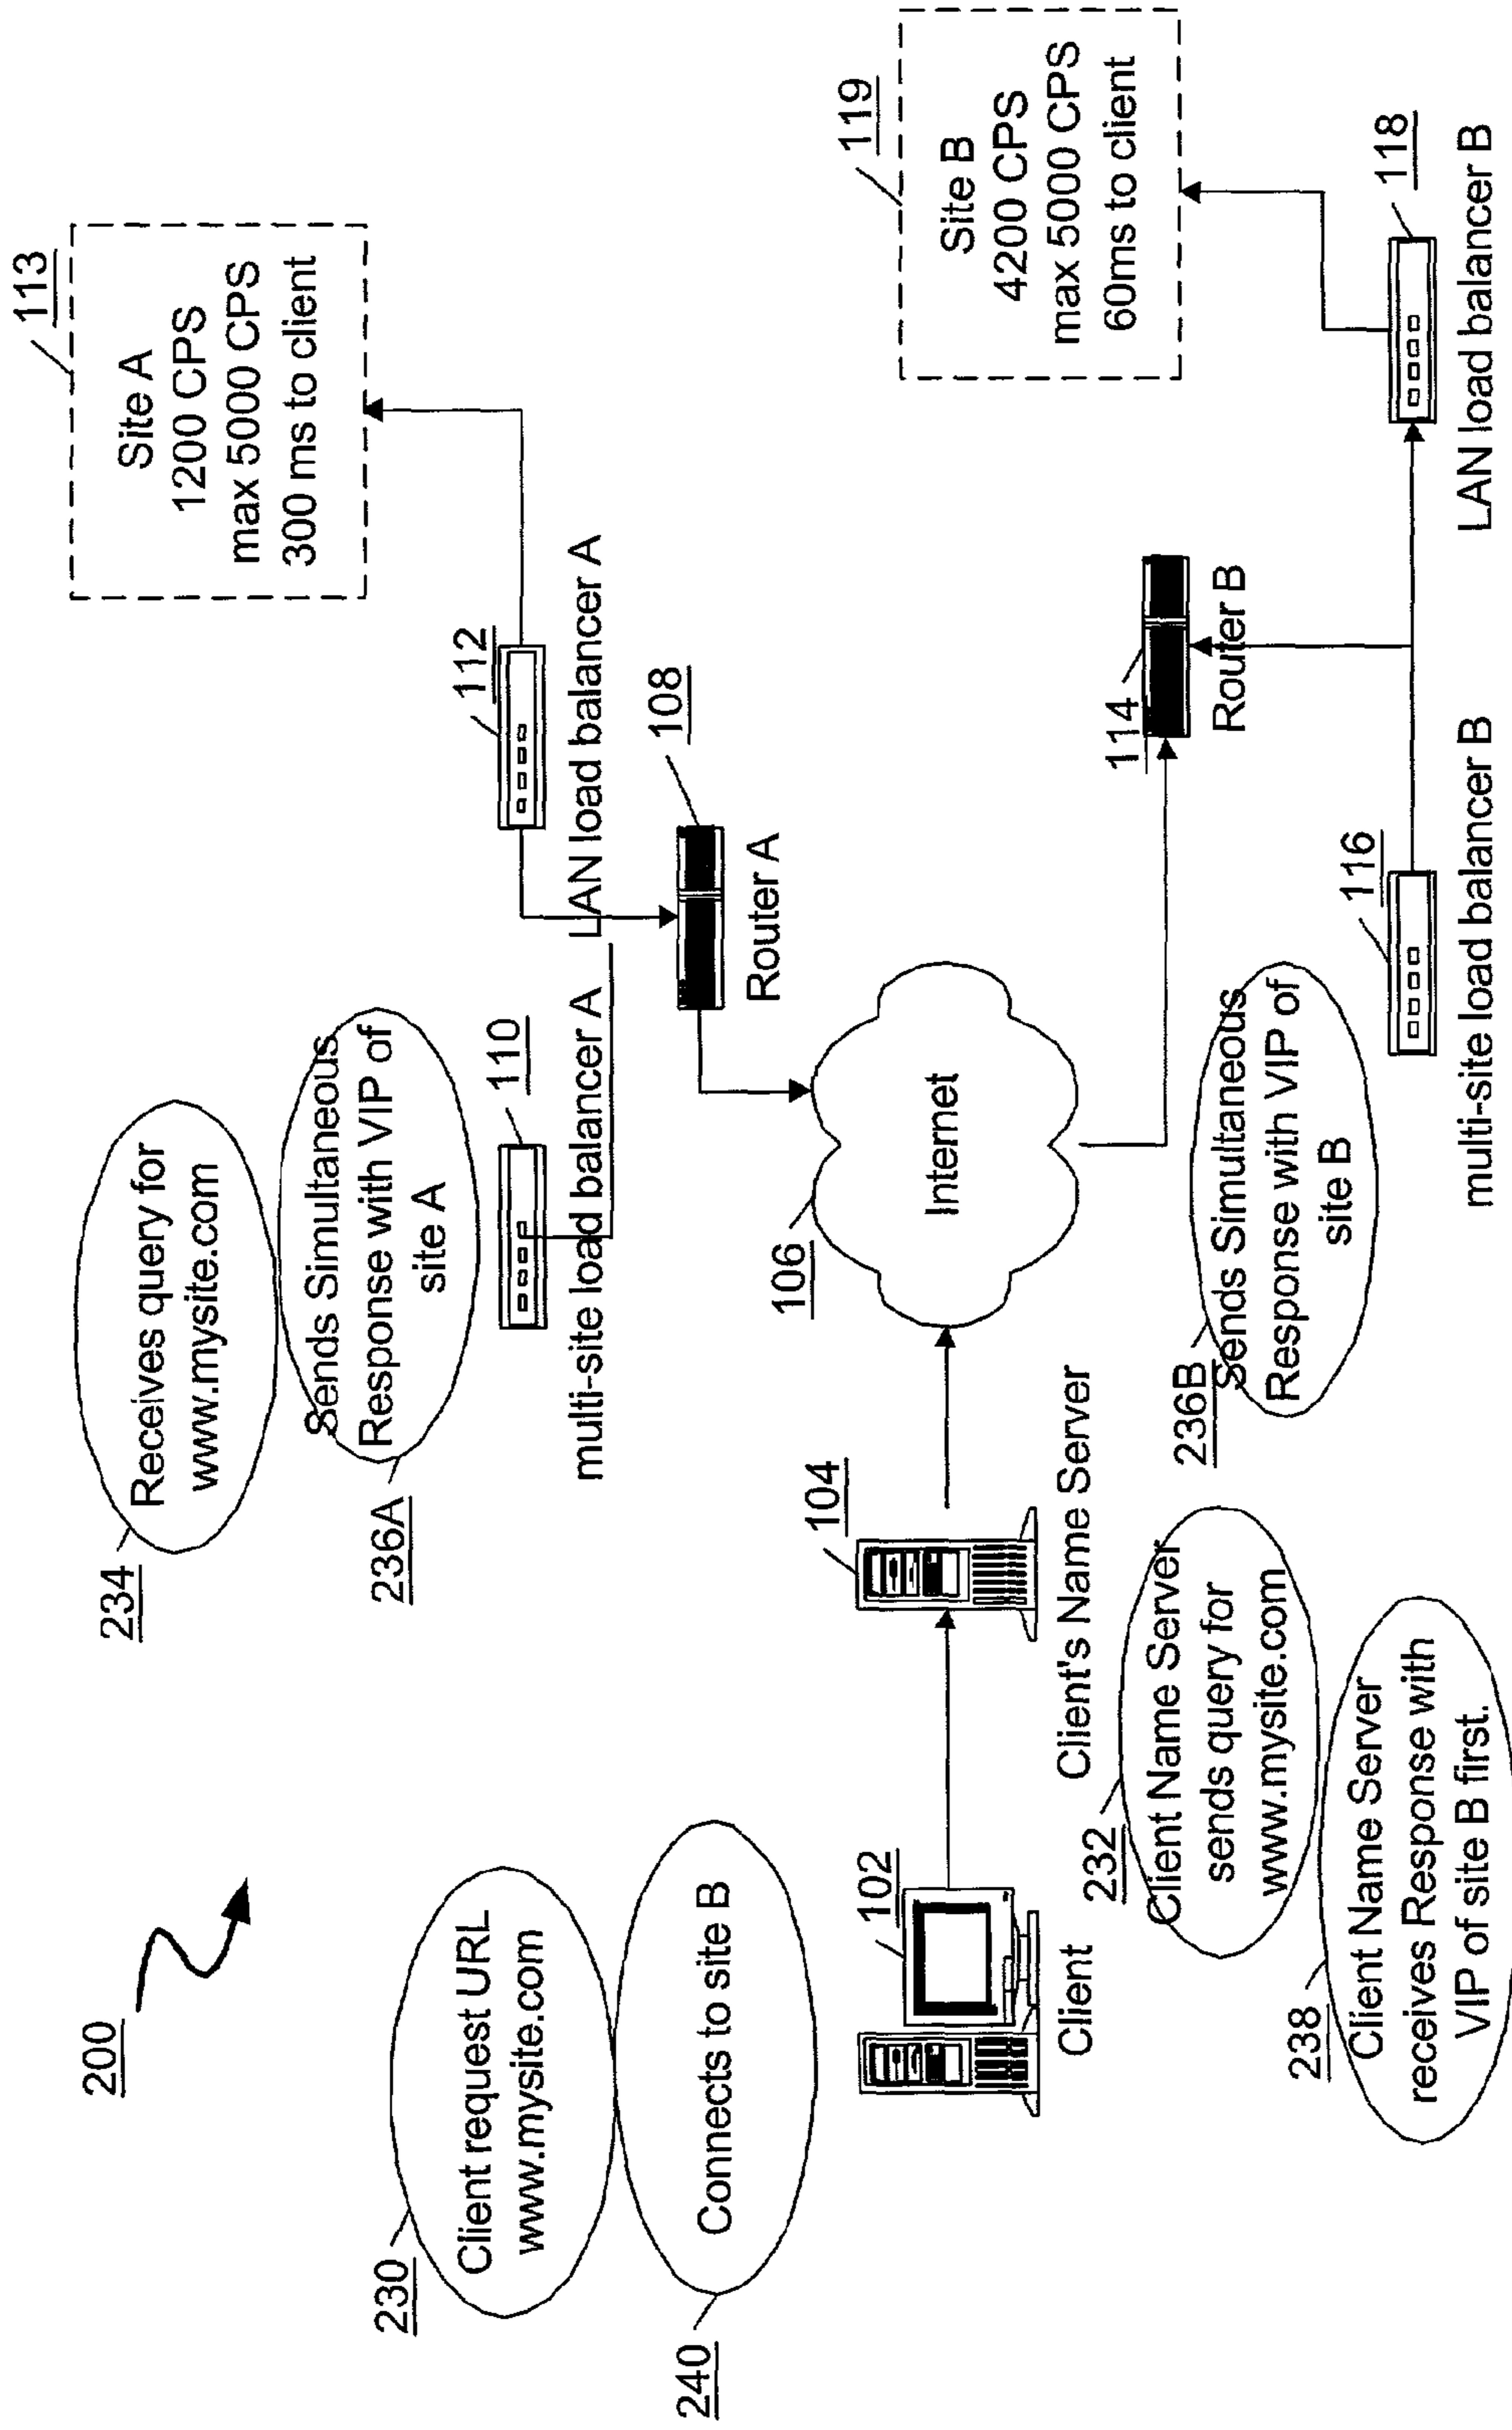 200
230
Client request URL
www.mysite.com
240
Connects to site B
102
Client
234
Receives query for
www.mysite.com
236A
Sends Simultaneous
Response with VIP of
site A
110
multi-site load balancer A
112
LAN load balancer A
113
Site A
1200 CPS
max 5000 CPS
300 ms to client
108
Router A
104
Client's Name Server
106
Internet
232
Client Name Server
sends query for
www.mysite.com
238
Client Name Server
receives Response with
VIP of site B first.
236B
Sends Simultaneous
Response with VIP of
site B
114
Router B
116
multi-site load balancer B
118
LAN load balancer B
119
Site B
4200 CPS
max 5000 CPS
60ms to client